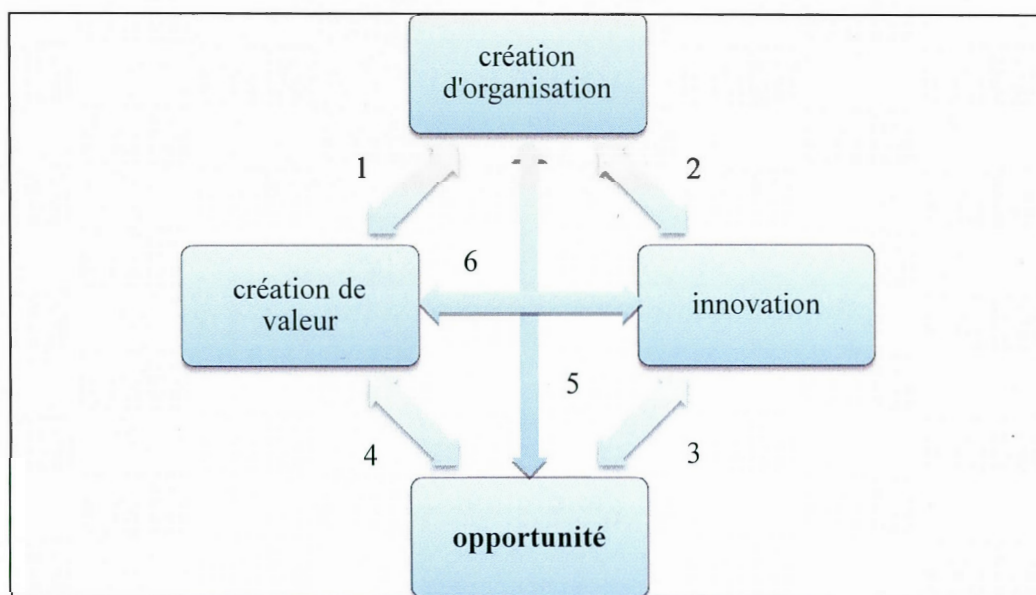 création
d'organisation
1
2
6
création de
valeur
innovation
5
4
3
opportunité